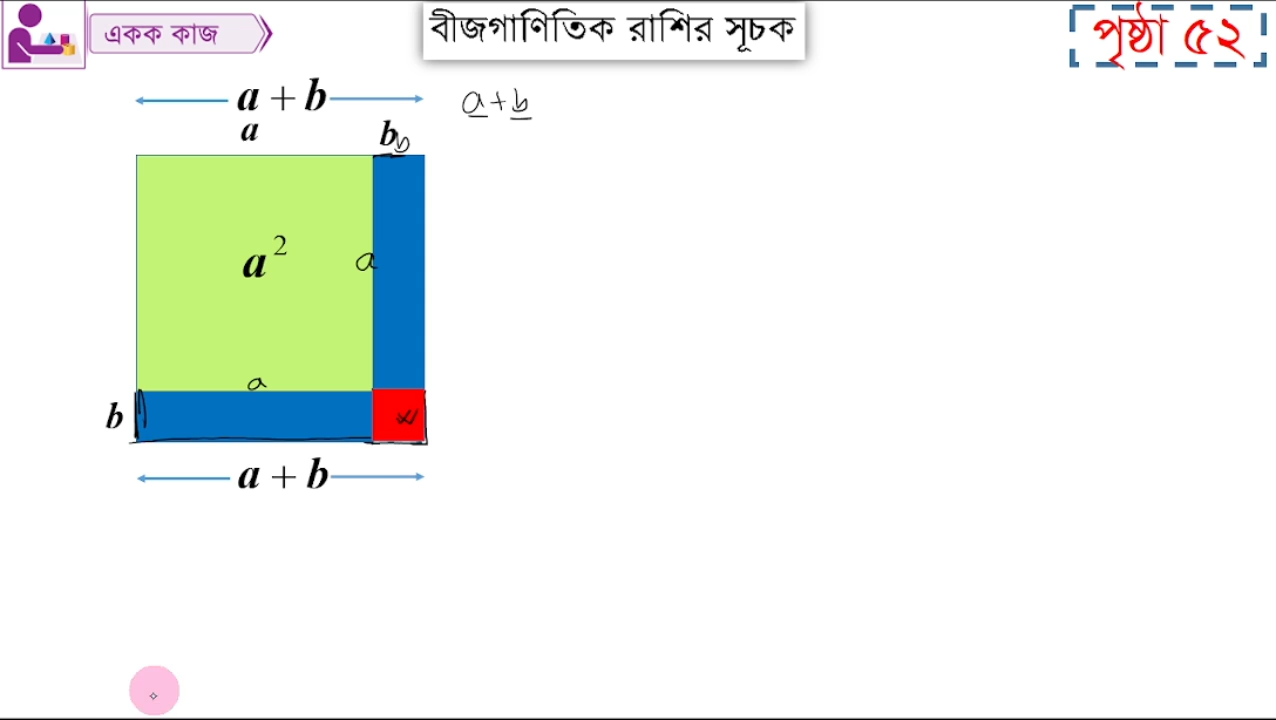 একক কাজ
বীজগাণিতিক রাশির সূচক
পৃষ্ঠা ৫২
a + b
a + b
a
b
b
a²
a
a
b
a + b